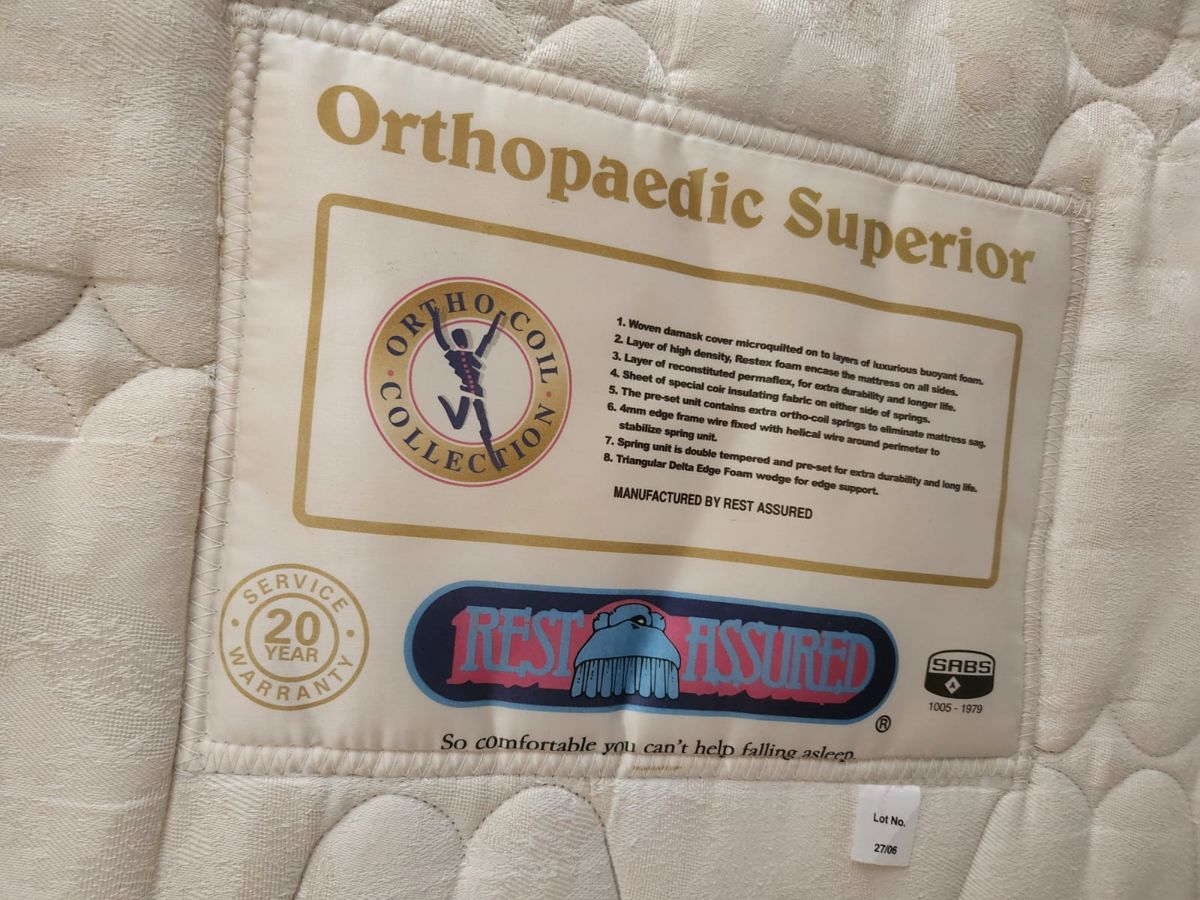 Orthopaedic Superior
ORTHO-COIL
COLLECTION
1. Woven damask cover microquilted on to layers of luxurious buoyant foam.
2. Layer of high density, Restex foam encase the mattress on all sides.
3. Layer of reconstituted permaflex, for extra durability and longer life.
4. Sheet of special coir insulating fabric on either side of springs.
5. The pre-set unit contains extra ortho-coil springs to eliminate mattress sag.
6. 4mm edge frame wire fixed with helical wire around perimeter to
stabilize spring unit.
7. Spring unit is double tempered and pre-set for extra durability and long life.
8. Triangular Delta Edge Foam wedge for edge support.
MANUFACTURED BY REST ASSURED
SERVICE
20
YEAR
WARRANTY
REST ASSURED
®
SABS
1005 - 1979
So comfortable you can't help falling asleep.
Lot No.
27/06